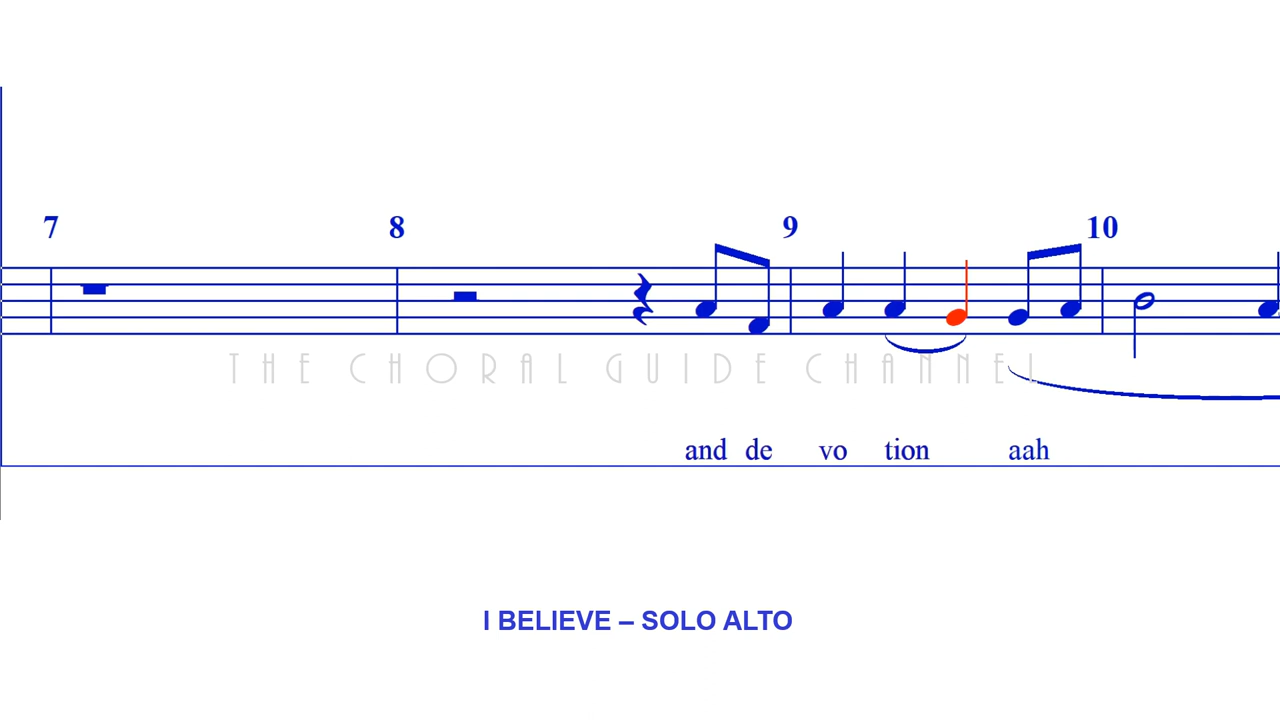 7 8 9 10
THE CHORAL GUIDE CHANNEL
and de vo tion aah
I BELIEVE – SOLO ALTO